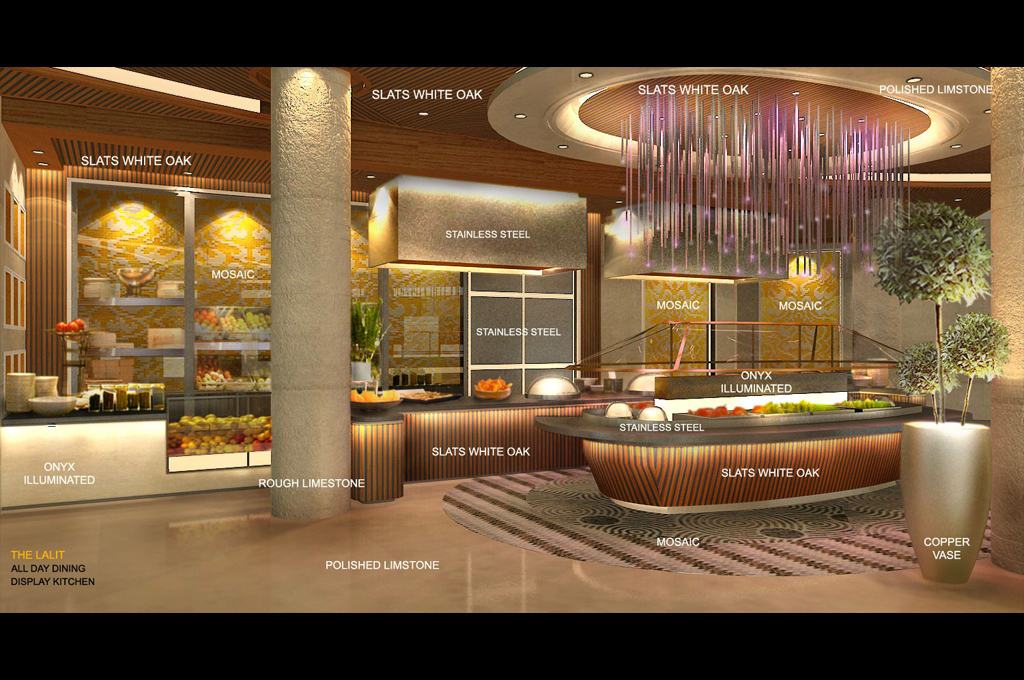 SLATS WHITE OAK
SLATS WHITE OAK
POLISHED LIMSTONE
SLATS WHITE OAK
STAINLESS STEEL
MOSAIC
MOSAIC
MOSAIC
STAINLESS STEEL
ONYX
ILLUMINATED
STAINLESS STEEL
SLATS WHITE OAK
ONYX
ILLUMINATED
SLATS WHITE OAK
ROUGH LIMESTONE
MOSAIC
COPPER
VASE
THE LALIT
ALL DAY DINING
DISPLAY KITCHEN
POLISHED LIMSTONE